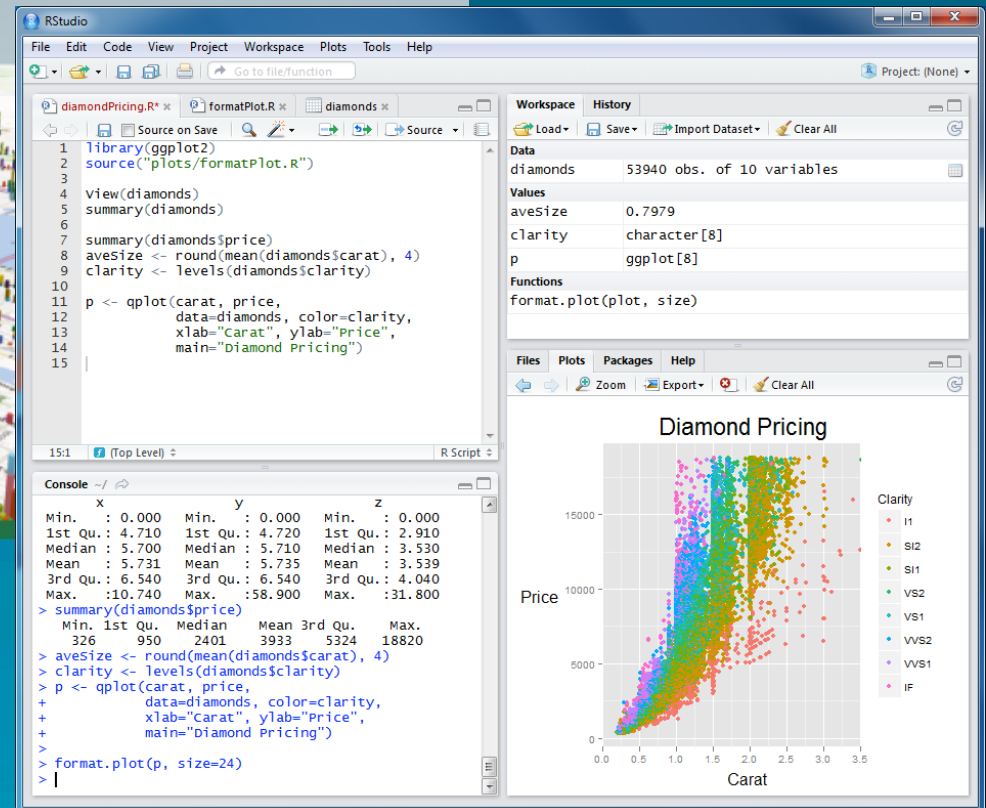 RStudio
File Edit Code View Project Workspace Plots Tools Help
Go to file/function
Project: (None)
diamondPricing.R* formatPlot.R diamonds
Source on Save Source
1 library(ggplot2)
2 source("plots/formatPlot.R")
3
4 View(diamonds)
5 summary(diamonds)
6
7 summary(diamonds$price)
8 aveSize <- round(mean(diamonds$carat), 4)
9 clarity <- levels(diamonds$clarity)
10
11 p <- qplot(carat, price,
12 data=diamonds, color=clarity,
13 xlab="Carat", ylab="Price",
14 main="Diamond Pricing")
15
15:1 (Top Level) R Script
Console ~/
x y z
Min. : 0.000 Min. : 0.000 Min. : 0.000
1st Qu.: 4.710 1st Qu.: 4.720 1st Qu.: 2.910
Median : 5.700 Median : 5.710 Median : 3.530
Mean : 5.731 Mean : 5.735 Mean : 3.539
3rd Qu.: 6.540 3rd Qu.: 6.540 3rd Qu.: 4.040
Max. :10.740 Max. :58.900 Max. :31.800
> summary(diamonds$price)
Min. 1st Qu. Median Mean 3rd Qu. Max.
326 950 2401 3933 5324 18820
> aveSize <- round(mean(diamonds$carat), 4)
> clarity <- levels(diamonds$clarity)
> p <- qplot(carat, price,
+ data=diamonds, color=clarity,
+ xlab="Carat", ylab="Price",
+ main="Diamond Pricing")
>
> format.plot(p, size=24)
>
Workspace History
Load Save Import Dataset Clear All
Data
diamonds 53940 obs. of 10 variables
Values
aveSize 0.7979
clarity character[8]
p ggplot[8]
Functions
format.plot(plot, size)
Files Plots Packages Help
Zoom Export Clear All
Diamond Pricing
15000
10000
5000
0
Price
0.0 0.5 1.0 1.5 2.0 2.5 3.0 3.5
Carat
Clarity
I1
SI2
SI1
VS2
VS1
VVS2
VVS1
IF